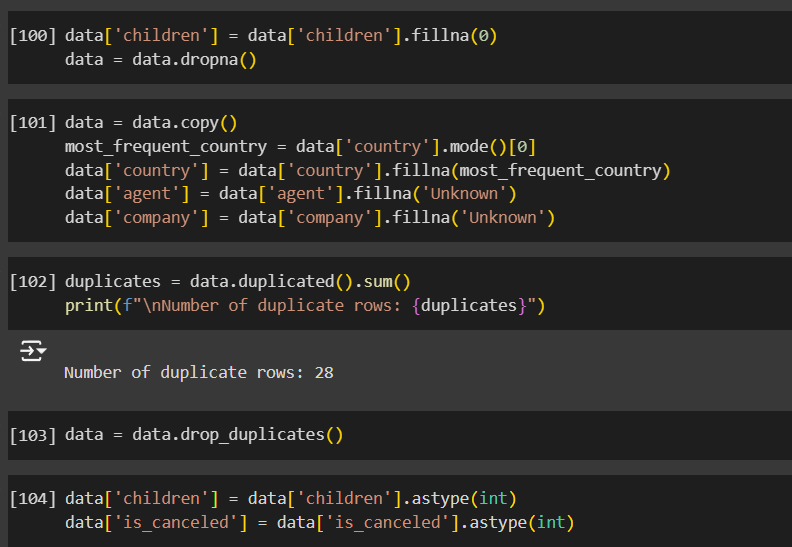 [100] data['children'] = data['children'].fillna(0)
data = data.dropna()
[101] data = data.copy()
most_frequent_country = data['country'].mode()[0]
data['country'] = data['country'].fillna(most_frequent_country)
data['agent'] = data['agent'].fillna('Unknown')
data['company'] = data['company'].fillna('Unknown')
[102] duplicates = data.duplicated().sum()
print(f"\nNumber of duplicate rows: {duplicates}")
Number of duplicate rows: 28
[103] data = data.drop_duplicates()
[104] data['children'] = data['children'].astype(int)
data['is_canceled'] = data['is_canceled'].astype(int)